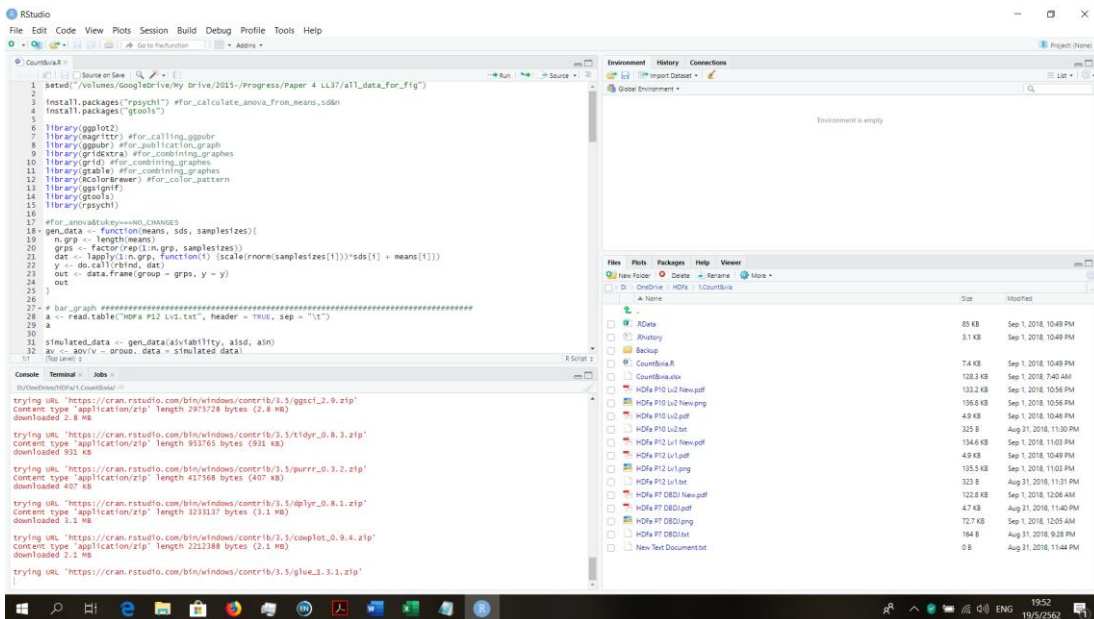 RStudio
File Edit Code View Plots Session Build Debug Profile Tools Help
Go to file/function
Addins
Project: (None)
Count&via.R
Source on Save
Run
Source
1 setwd("/Volumes/GoogleDrive/My Drive/2015-/Progress/Paper 4 LL37/all_data_for_fig")
2
3 install.packages("rpsychi") #for_calculate_anova_from_means,sd&n
4 install.packages("gtools")
5
6 library(ggplot2)
7 library(magrittr) #for_calling_ggpubr
8 library(ggpubr) #for_publication_graph
9 library(gridExtra) #for_combining_graphes
10 library(grid) #for_combining_graphes
11 library(gtable) #for_combining_graphes
12 library(RColorBrewer) #for_color_pattern
13 library(ggsignif)
14 library(gtools)
15 library(rpsychi)
16
17 #for_anova&tukey===NO_CHANGES
18 gen_data <- function(means, sds, samplesizes){
19 n.grp <- length(means)
20 grps <- factor(rep(1:n.grp, samplesizes))
21 dat <- lapply(1:n.grp, function(i) {scale(rnorm(samplesizes[i]))*sds[i] + means[i]})
22 y <- do.call(rbind, dat)
23 out <- data.frame(group = grps, y = y)
24 out
25 }
26
27 # bar_graph
28 a <- read.table("HDFa P12 Lv1.txt", header = TRUE, sep = "\t")
29 a
30
31 simulated_data <- gen_data(a$viability, a$sd, a$n)
32 av <- aov(y ~ group, data = simulated_data)
1:1 (Top Level) R Script
Console Terminal Jobs
D:/OneDrive/HDFa/1.Count&via/
trying URL 'https://cran.rstudio.com/bin/windows/contrib/3.5/ggsci_2.9.zip'
Content type 'application/zip' length 2975728 bytes (2.8 MB)
downloaded 2.8 MB
trying URL 'https://cran.rstudio.com/bin/windows/contrib/3.5/tidyr_0.8.3.zip'
Content type 'application/zip' length 953765 bytes (931 KB)
downloaded 931 KB
trying URL 'https://cran.rstudio.com/bin/windows/contrib/3.5/purrr_0.3.2.zip'
Content type 'application/zip' length 417568 bytes (407 KB)
downloaded 407 KB
trying URL 'https://cran.rstudio.com/bin/windows/contrib/3.5/dplyr_0.8.1.zip'
Content type 'application/zip' length 3233137 bytes (3.1 MB)
downloaded 3.1 MB
trying URL 'https://cran.rstudio.com/bin/windows/contrib/3.5/cowplot_0.9.4.zip'
Content type 'application/zip' length 2212388 bytes (2.1 MB)
downloaded 2.1 MB
trying URL 'https://cran.rstudio.com/bin/windows/contrib/3.5/glue_1.3.1.zip'
Environment History Connections
Import Dataset
List
Global Environment
Environment is empty
Files Plots Packages Help Viewer
New Folder Delete Rename More
D: OneDrive HDFa 1.Count&via
Name Size Modified
..
.RData 85 KB Sep 1, 2018, 10:49 PM
.Rhistory 3.1 KB Sep 1, 2018, 10:49 PM
Backup
Count&via.R 7.4 KB Sep 1, 2018, 10:49 PM
Count&via.xlsx 128.3 KB Sep 1, 2018, 7:40 AM
HDFa P10 Lv2 New.pdf 133.2 KB Sep 1, 2018, 10:56 PM
HDFa P10 Lv2 New.png 136.8 KB Sep 1, 2018, 10:56 PM
HDFa P10 Lv2.pdf 4.9 KB Sep 1, 2018, 10:46 PM
HDFa P10 Lv2.txt 325 B Aug 31, 2018, 11:30 PM
HDFa P12 Lv1 New.pdf 134.6 KB Sep 1, 2018, 11:03 PM
HDFa P12 Lv1.pdf 4.9 KB Sep 1, 2018, 10:49 PM
HDFa P12 Lv1.png 135.5 KB Sep 1, 2018, 11:03 PM
HDFa P12 Lv1.txt 323 B Aug 31, 2018, 11:31 PM
HDFa P7 DBDJ New.pdf 122.8 KB Sep 1, 2018, 12:06 AM
HDFa P7 DBDJ.pdf 4.7 KB Aug 31, 2018, 11:40 PM
HDFa P7 DBDJ.png 72.7 KB Sep 1, 2018, 12:05 AM
HDFa P7 DBDJ.txt 164 B Aug 31, 2018, 9:28 PM
New Text Document.txt 0 B Aug 31, 2018, 11:44 PM
ENG
19:52
19/5/2562